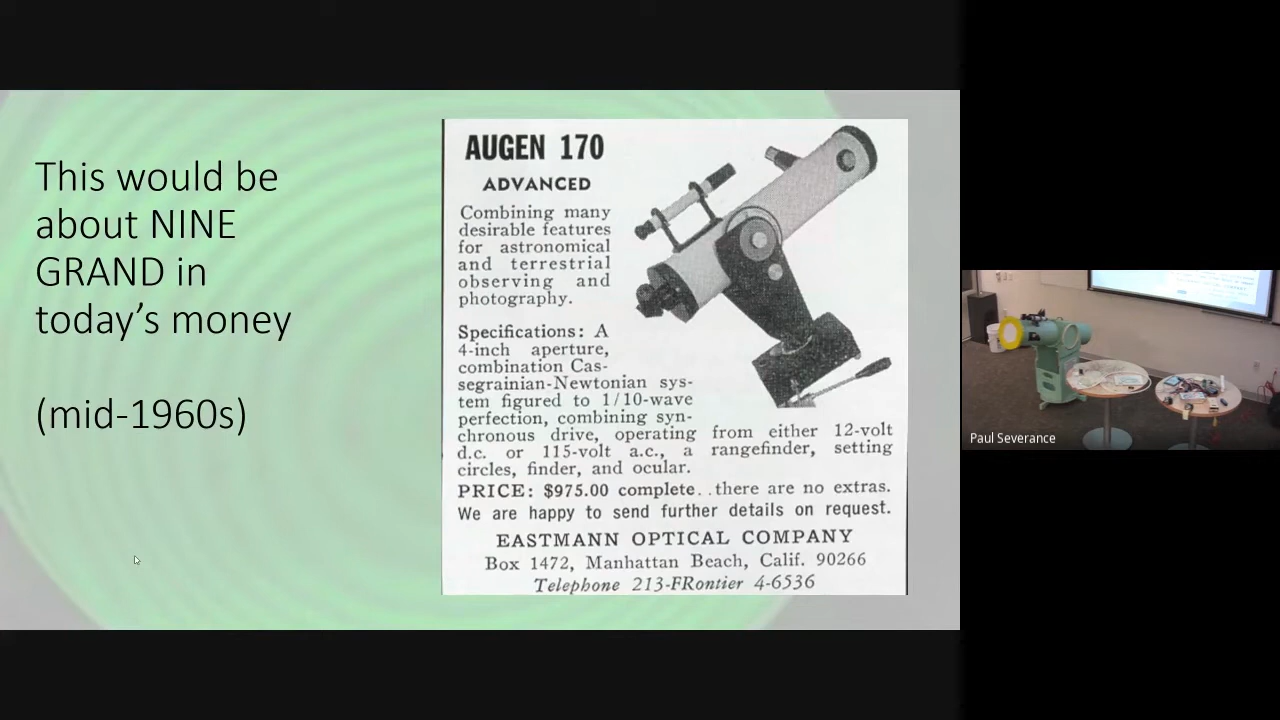 This would be
about NINE
GRAND in
today’s money
(mid-1960s)
AUGEN 170
ADVANCED
Combining many
desirable features
for astronomical
and terrestrial
observing and
photography.
Specifications: A
4-inch aperture,
combination Cas-
segrainian-Newtonian sys-
tem figured to 1/10-wave
perfection, combining syn-
chronous drive, operating from either 12-volt
d.c. or 115-volt a.c., a rangefinder, setting
circles, finder, and ocular.
PRICE: $975.00 complete. .there are no extras.
We are happy to send further details on request.
EASTMANN OPTICAL COMPANY
Box 1472, Manhattan Beach, Calif. 90266
Telephone 213-FRontier 4-6536
Paul Severance